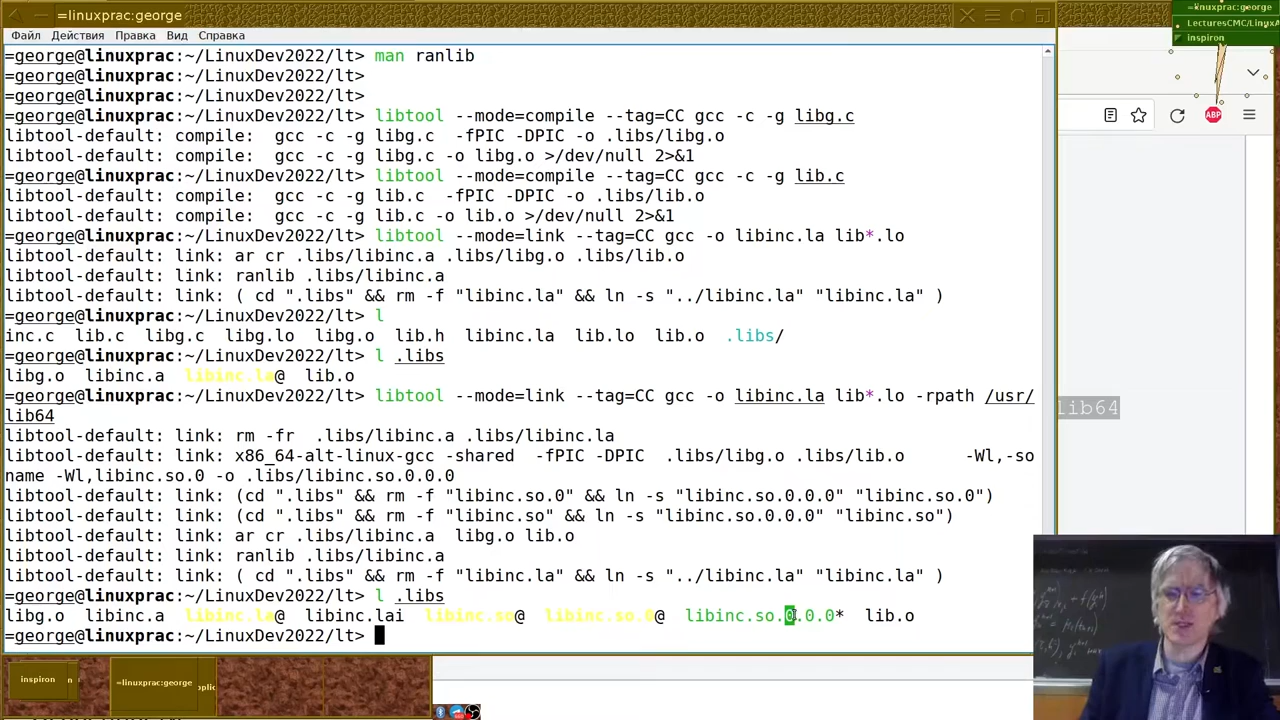 =linuxprac:george
=linuxprac:george
LecturesCMC/LinuxA
inspiron
Файл Действия Правка Вид Справка
=george@linuxprac:~/LinuxDev2022/lt> man ranlib
=george@linuxprac:~/LinuxDev2022/lt>
=george@linuxprac:~/LinuxDev2022/lt>
=george@linuxprac:~/LinuxDev2022/lt> libtool --mode=compile --tag=CC gcc -c -g libg.c
libtool-default: compile:  gcc -c -g libg.c  -fPIC -DPIC -o .libs/libg.o
libtool-default: compile:  gcc -c -g libg.c -o libg.o >/dev/null 2>&1
=george@linuxprac:~/LinuxDev2022/lt> libtool --mode=compile --tag=CC gcc -c -g lib.c
libtool-default: compile:  gcc -c -g lib.c  -fPIC -DPIC -o .libs/lib.o
libtool-default: compile:  gcc -c -g lib.c -o lib.o >/dev/null 2>&1
=george@linuxprac:~/LinuxDev2022/lt> libtool --mode=link --tag=CC gcc -o libinc.la lib*.lo
libtool-default: link: ar cr .libs/libinc.a .libs/libg.o .libs/lib.o
libtool-default: link: ranlib .libs/libinc.a
libtool-default: link: ( cd ".libs" && rm -f "libinc.la" && ln -s "../libinc.la" "libinc.la" )
=george@linuxprac:~/LinuxDev2022/lt> l
inc.c  lib.c  libg.c  libg.lo  libg.o  lib.h  libinc.la  lib.lo  lib.o  .libs/
=george@linuxprac:~/LinuxDev2022/lt> l .libs
libg.o  libinc.a  libinc.la@  lib.o
=george@linuxprac:~/LinuxDev2022/lt> libtool --mode=link --tag=CC gcc -o libinc.la lib*.lo -rpath /usr/
lib64
lib64
libtool-default: link: rm -fr  .libs/libinc.a .libs/libinc.la
libtool-default: link: x86_64-alt-linux-gcc -shared  -fPIC -DPIC  .libs/libg.o .libs/lib.o      -Wl,-so
name -Wl,libinc.so.0 -o .libs/libinc.so.0.0.0
libtool-default: link: (cd ".libs" && rm -f "libinc.so.0" && ln -s "libinc.so.0.0.0" "libinc.so.0")
libtool-default: link: (cd ".libs" && rm -f "libinc.so" && ln -s "libinc.so.0.0.0" "libinc.so")
libtool-default: link: ar cr .libs/libinc.a  libg.o lib.o
libtool-default: link: ranlib .libs/libinc.a
libtool-default: link: ( cd ".libs" && rm -f "libinc.la" && ln -s "../libinc.la" "libinc.la" )
=george@linuxprac:~/LinuxDev2022/lt> l .libs
libg.o  libinc.a  libinc.la@  libinc.lai  libinc.so@  libinc.so.0@  libinc.so.0.0.0*  lib.o
=george@linuxprac:~/LinuxDev2022/lt>
inspiron n
=linuxprac:george plic
ABP